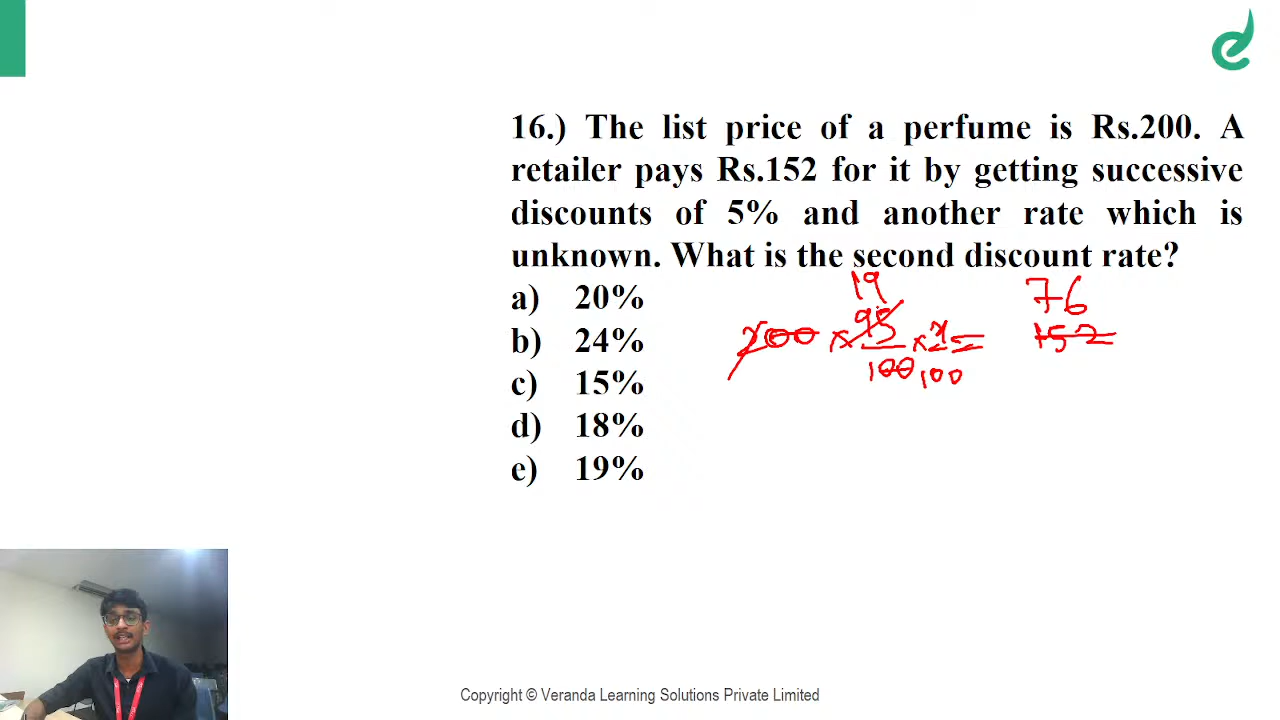 16.) The list price of a perfume is Rs.200. A
retailer pays Rs.152 for it by getting successive
discounts of 5% and another rate which is
unknown. What is the second discount rate?
a) 20%
19 76
200 × 95/100 × x/100 = 152
b) 24%
c) 15%
d) 18%
e) 19%
Copyright © Veranda Learning Solutions Private Limited